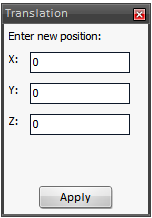 Translation
Enter new position:
X: 0
Y: 0
Z: 0
Apply